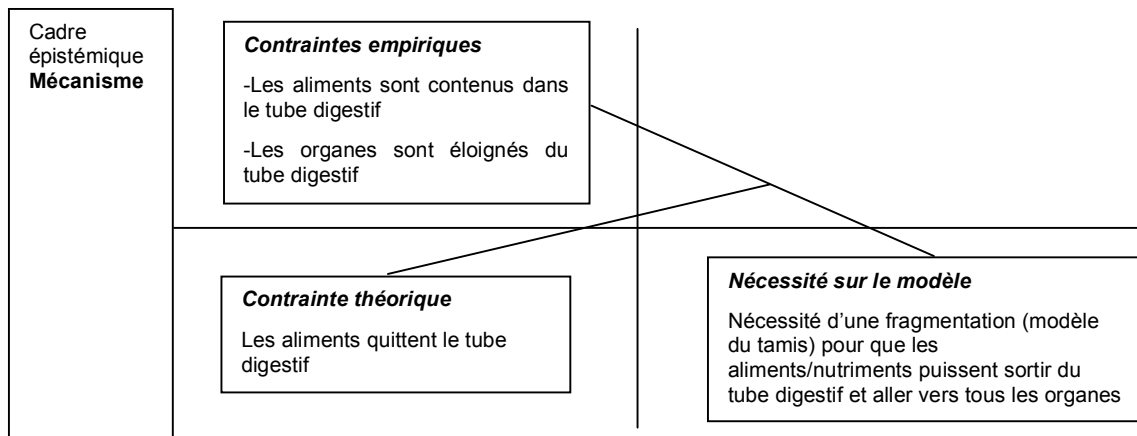 Cadre
épistémique
Mécanisme
Contraintes empiriques
-Les aliments sont contenus dans
le tube digestif
-Les organes sont éloignés du
tube digestif
Contrainte théorique
Les aliments quittent le tube
digestif
Nécessité sur le modèle
Nécessité d'une fragmentation (modèle
du tamis) pour que les
aliments/nutriments puissent sortir du
tube digestif et aller vers tous les organes